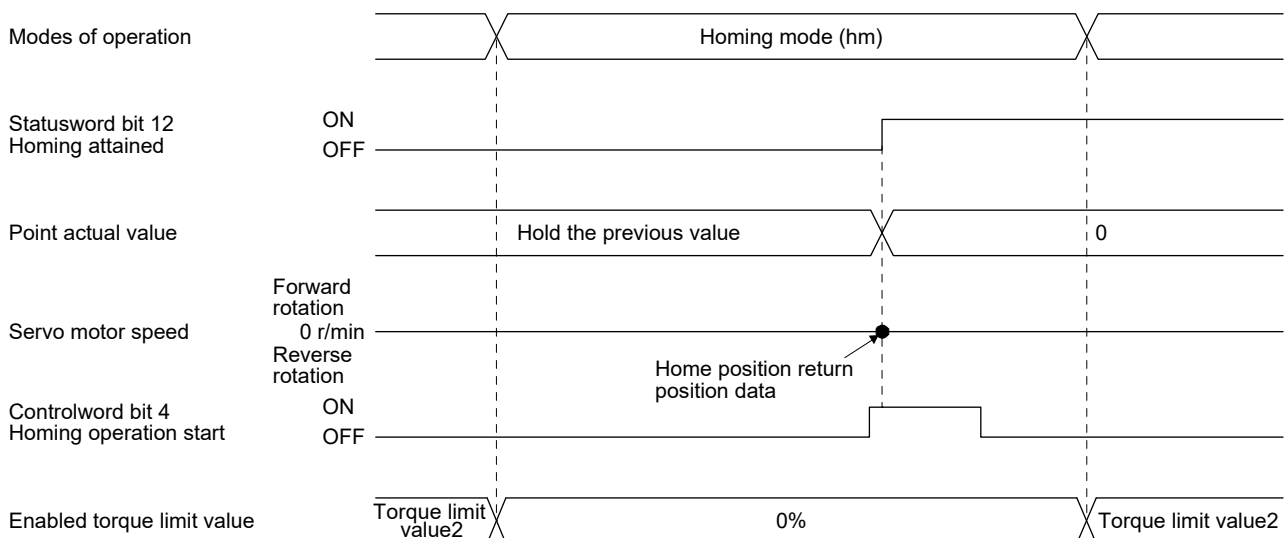 Modes of operation
Homing mode (hm)
Statusword bit 12
Homing attained
ON
OFF
Point actual value
Hold the previous value
0
Servo motor speed
Forward
rotation
0 r/min
Reverse
rotation
Home position return
position data
Controlword bit 4
Homing operation start
ON
OFF
Enabled torque limit value
Torque limit
value2
0%
Torque limit value2